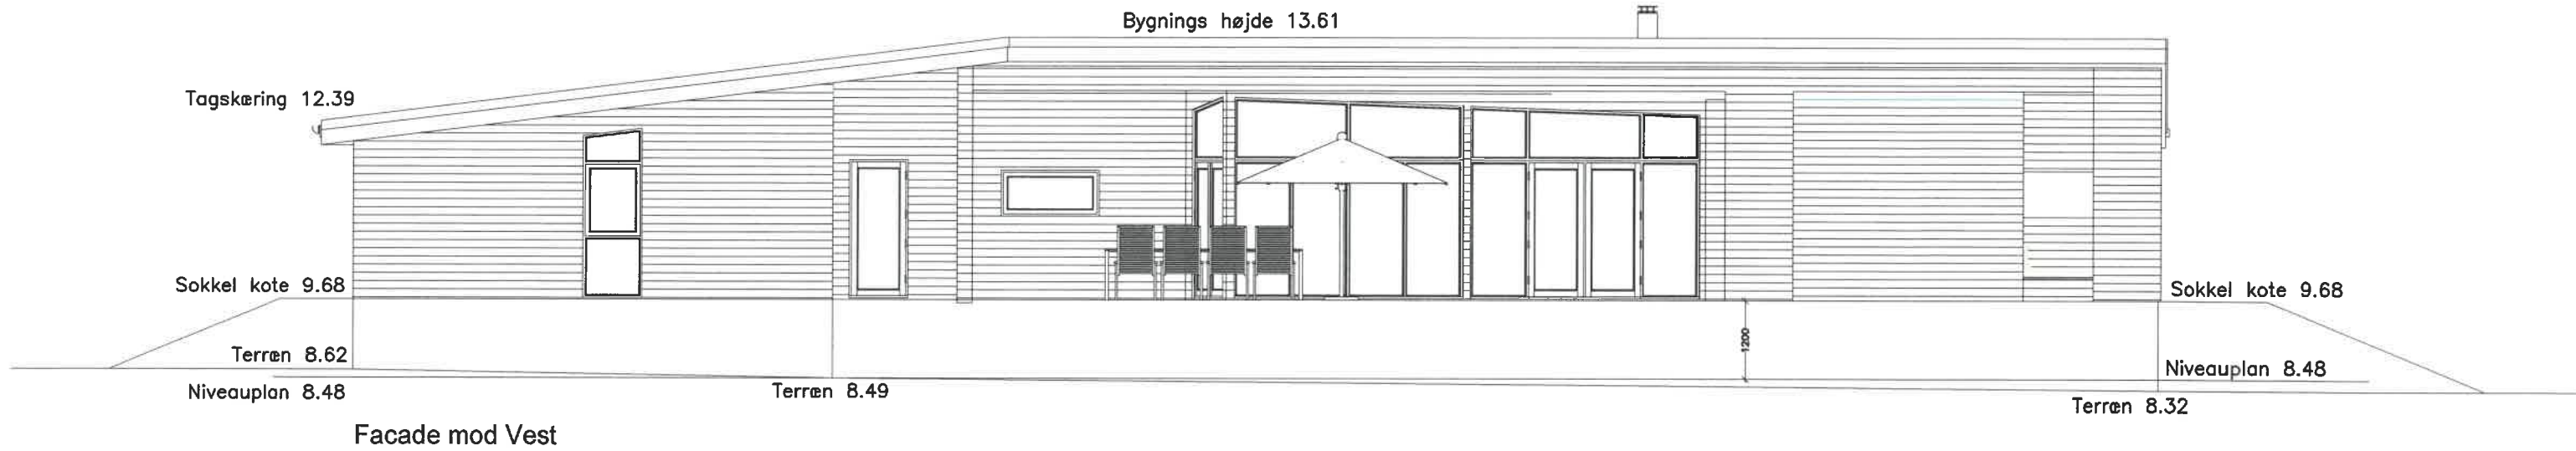 Bygnings højde 13.61
Tagskæring 12.39
Sokkel kote 9.68
Sokkel kote 9.68
1200
Terræn 8.62
Niveauplan 8.48
Niveauplan 8.48
Terræn 8.49
Terræn 8.32
Facade mod Vest